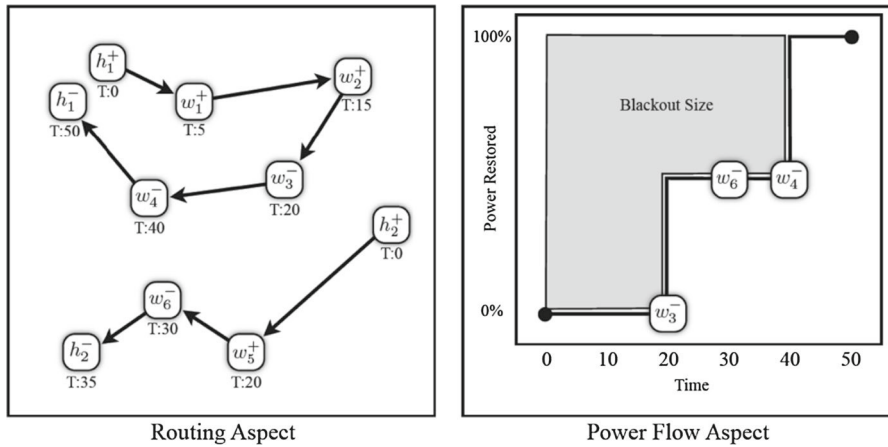 h₁⁺
T:0
h₁⁻
T:50
w₁⁺
T:5
w₂⁺
T:15
w₃⁻
T:20
w₄⁻
T:40
h₂⁺
T:0
w₆⁻
T:30
h₂⁻
T:35
w₅⁺
T:20
Routing Aspect
100%
Blackout Size
Power Restored
w₆⁻ w₄⁻
0%
w₃⁻
0 10 20 30 40 50
Time
Power Flow Aspect